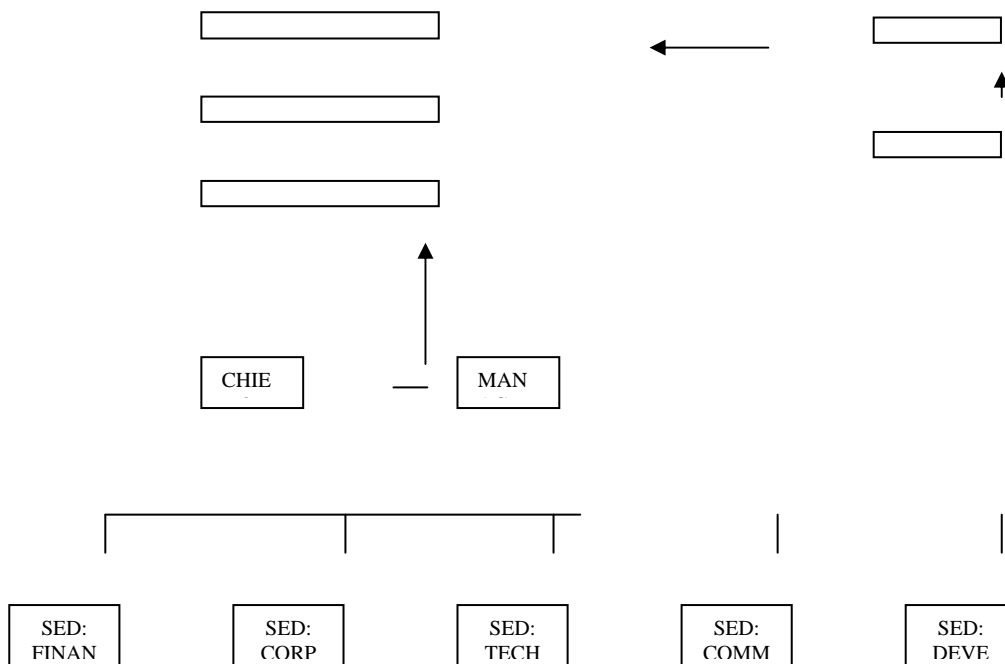 CHIE
MAN
SED:
FINAN
SED:
CORP
SED:
TECH
SED:
COMM
SED:
DEVE